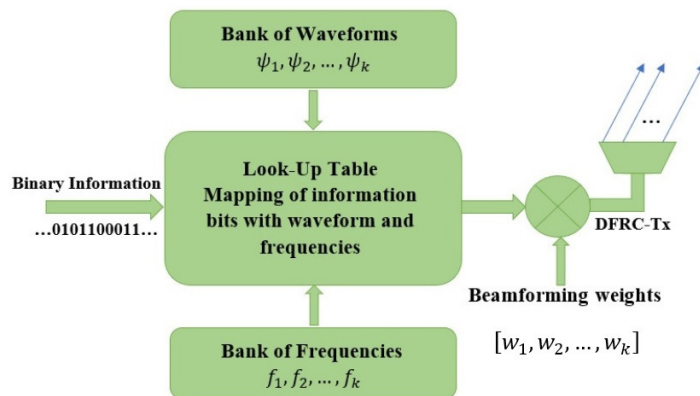 Bank of Waveforms
ψ₁, ψ₂, … , ψₖ
Look-Up Table
Mapping of information
bits with waveform and
frequencies
Binary Information
…0101100011…
...
DFRC-Tx
Beamforming weights
[w₁, w₂, … , wₖ]
Bank of Frequencies
f₁, f₂, … , fₖ